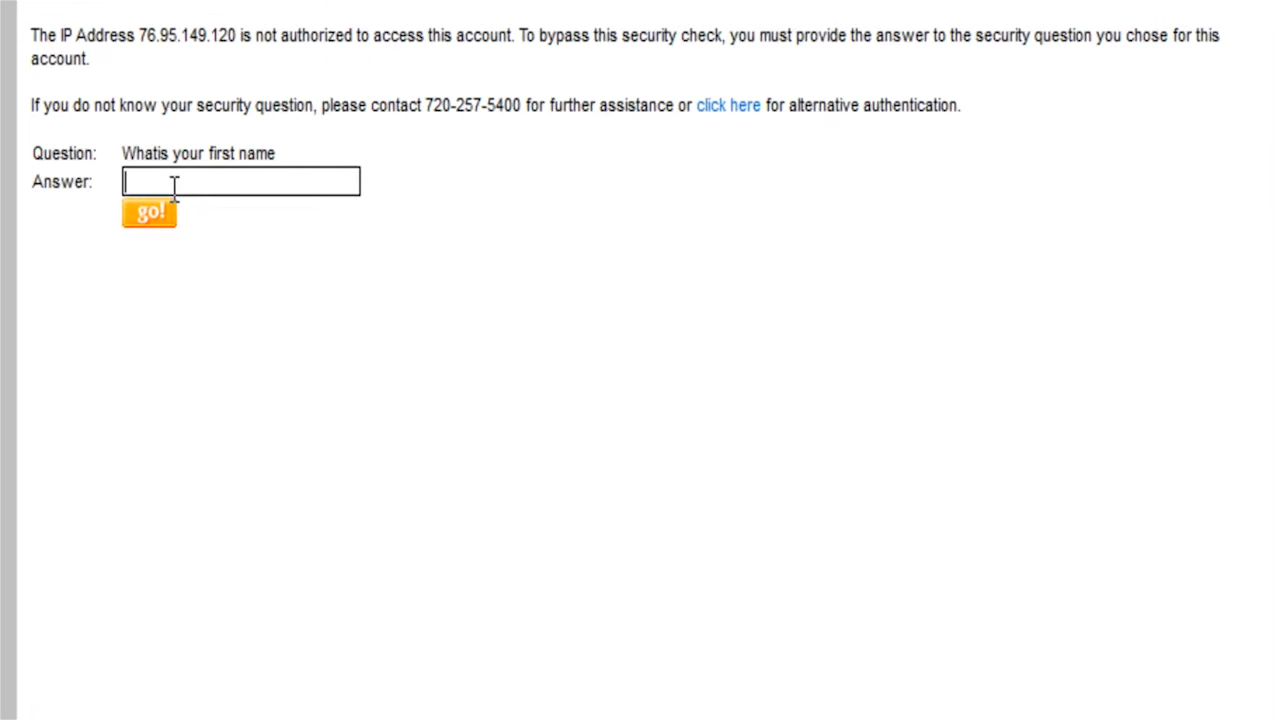 The IP Address 76.95.149.120 is not authorized to access this account. To bypass this security check, you must provide the answer to the security question you chose for this
account.
If you do not know your security question, please contact 720-257-5400 for further assistance or click here for alternative authentication.
Question: Whatis your first name
Answer:
go!